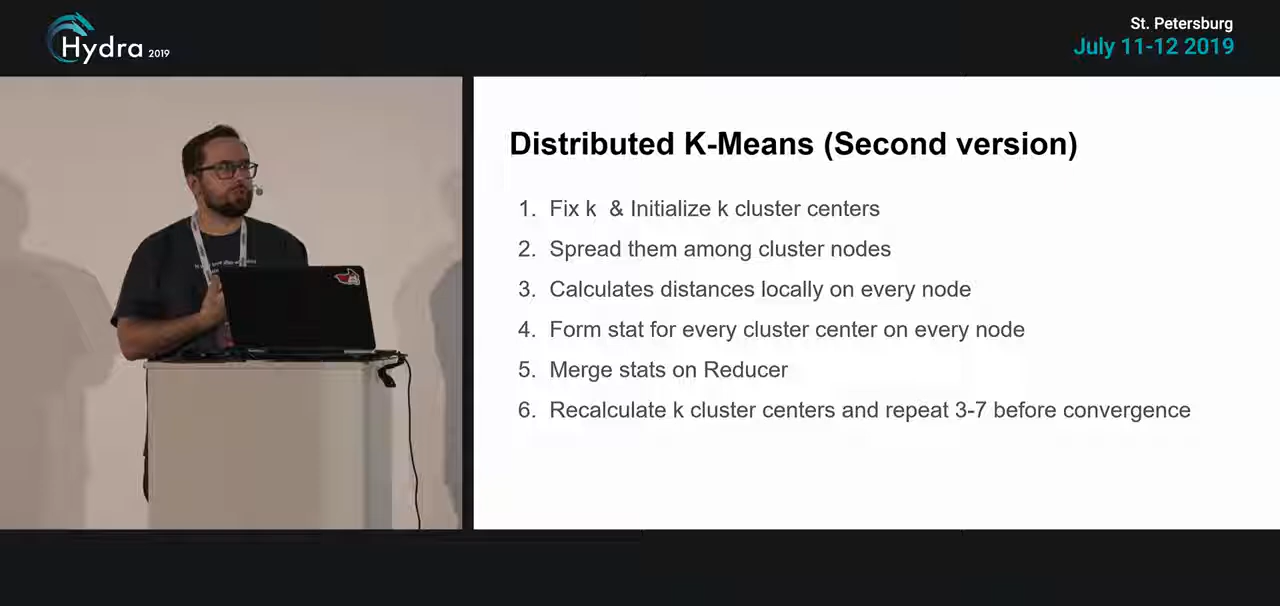 Hydra 2019
St. Petersburg
July 11-12 2019
Distributed K-Means (Second version)
1. Fix k & Initialize k cluster centers
2. Spread them among cluster nodes
3. Calculates distances locally on every node
4. Form stat for every cluster center on every node
5. Merge stats on Reducer
6. Recalculate k cluster centers and repeat 3-7 before convergence